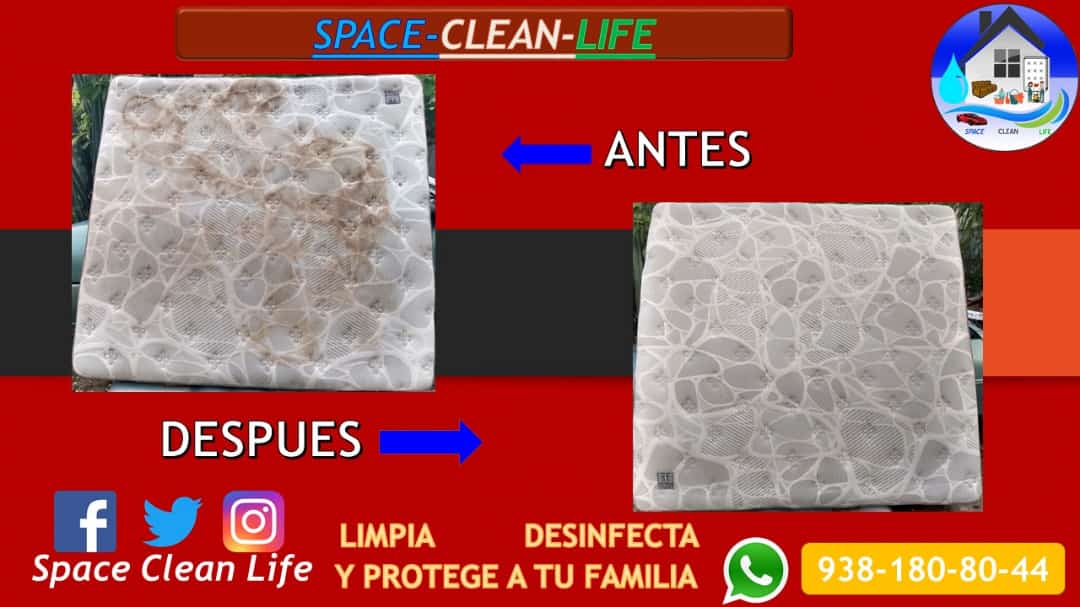 SPACE-CLEAN-LIFE
SPACE CLEAN LIFE
ANTES
DESPUES
Space Clean Life
LIMPIA DESINFECTA
Y PROTEGE A TU FAMILIA
938-180-80-44